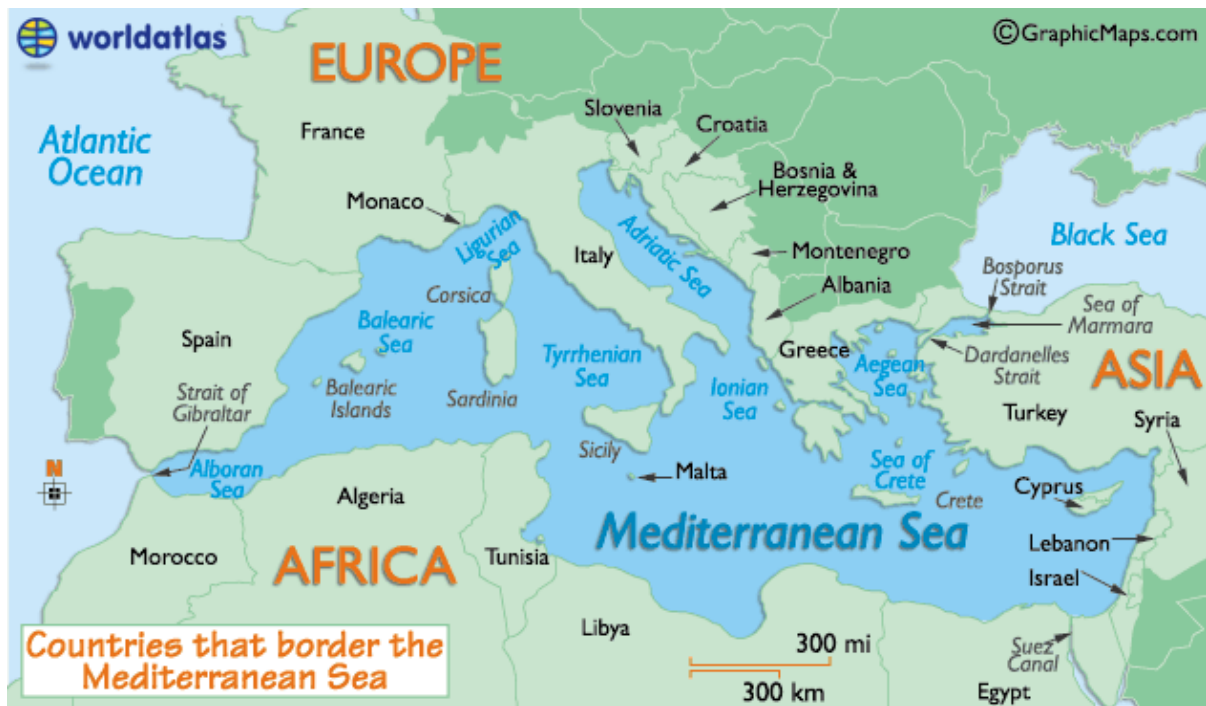 worldatlas
©GraphicMaps.com
EUROPE
Atlantic
Ocean
France
Slovenia
Croatia
Bosnia &
Herzegovina
Monaco
Ligurian
Sea
Italy
Adriatic Sea
Montenegro
Albania
Black Sea
Bosporus
Strait
Sea of
Marmara
Corsica
Balearic
Sea
Spain
Tyrrhenian
Sea
Ionian
Sea
Greece
Aegean
Sea
Dardanelles
Strait
ASIA
Strait of
Gibraltar
Balearic
Islands
Sardinia
Turkey
Syria
Sicily
Malta
Sea of
Crete
Crete
Cyprus
N
Alboran
Sea
Algeria
Mediterranean Sea
Lebanon
Israel
Morocco
AFRICA
Tunisia
Libya
Suez
Canal
Egypt
300 mi
300 km
Countries that border the
Mediterranean Sea